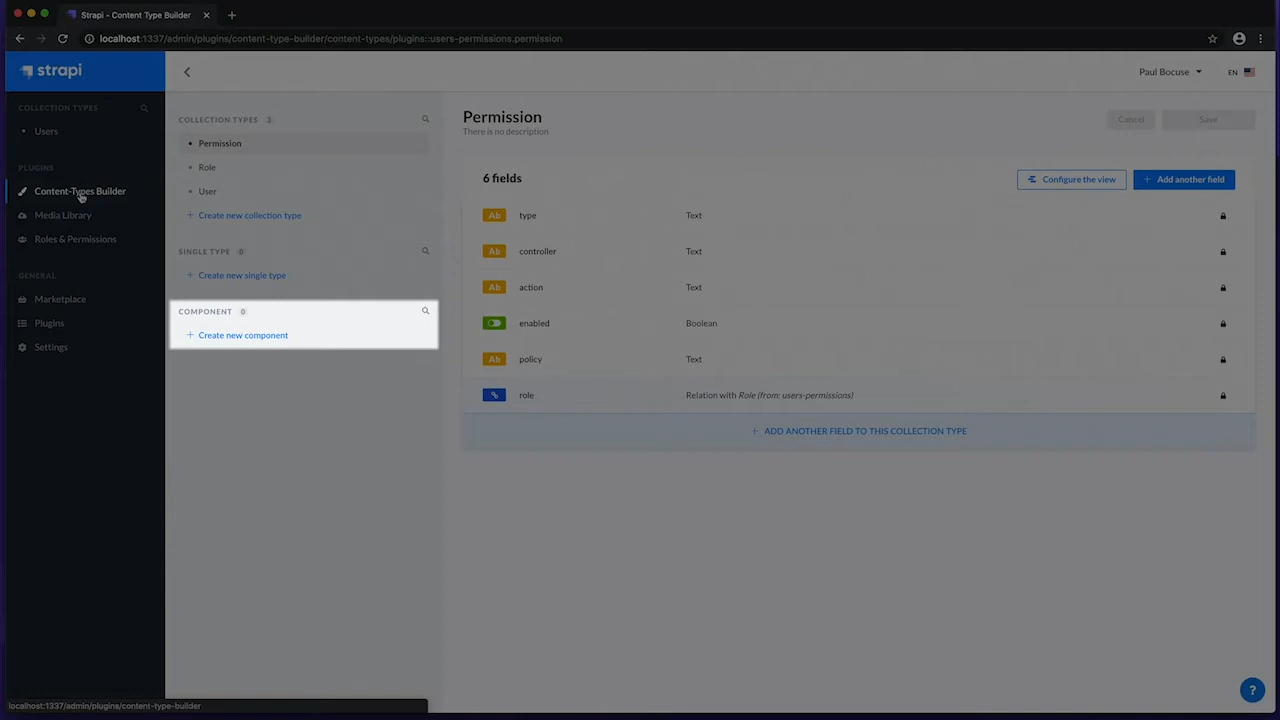 Strapi - Content Type Builder
localhost:1337/admin/plugins/content-type-builder/content-types/plugins::users-permissions.permission
strapi
Paul Bocuse
EN
COLLECTION TYPES
Users
PLUGINS
Content-Types Builder
Media Library
Roles & Permissions
GENERAL
Marketplace
Plugins
Settings
COLLECTION TYPES 3
Permission
Role
User
+ Create new collection type
SINGLE TYPE 0
+ Create new single type
COMPONENT 0
+ Create new component
Permission
There is no description
Cancel
Save
6 fields
Configure the view
+ Add another field
Ab type Text
Ab controller Text
Ab action Text
enabled Boolean
Ab policy Text
role Relation with Role (from: users-permissions)
+ ADD ANOTHER FIELD TO THIS COLLECTION TYPE
?
localhost:1337/admin/plugins/content-type-builder